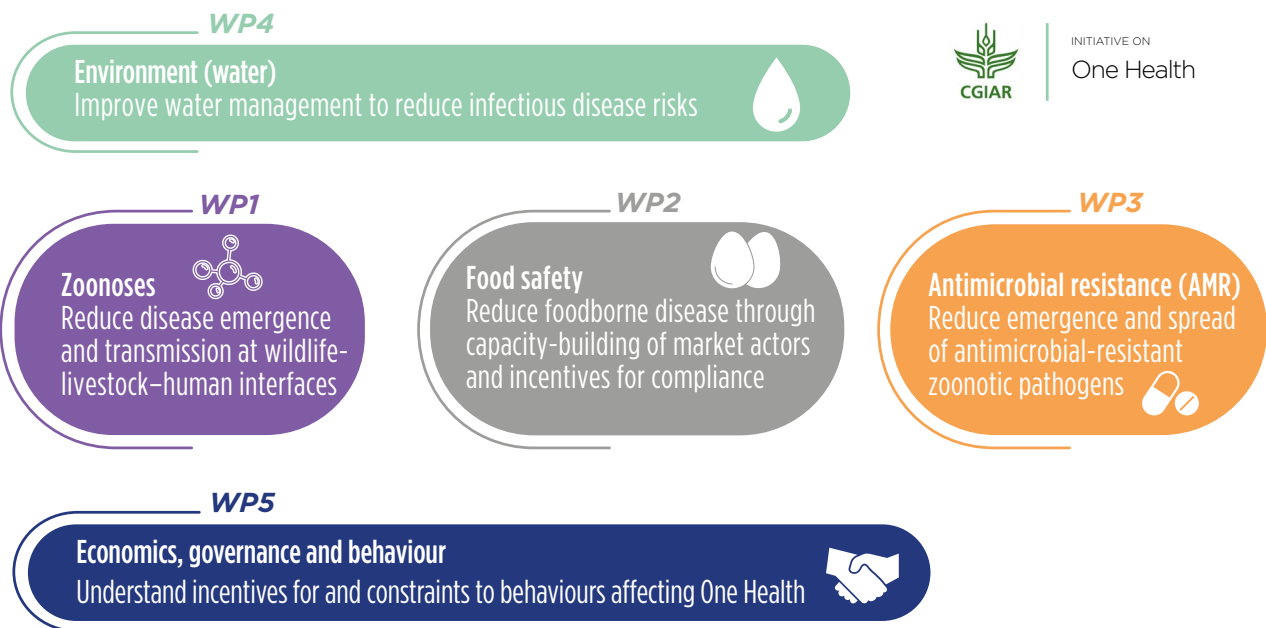 WP4
Environment (water)
Improve water management to reduce infectious disease risks
CGIAR
INITIATIVE ON
One Health
WP1
Zoonoses
Reduce disease emergence
and transmission at wildlife-
livestock–human interfaces
WP2
Food safety
Reduce foodborne disease through
capacity-building of market actors
and incentives for compliance
WP3
Antimicrobial resistance (AMR)
Reduce emergence and spread
of antimicrobial-resistant
zoonotic pathogens
WP5
Economics, governance and behaviour
Understand incentives for and constraints to behaviours affecting One Health